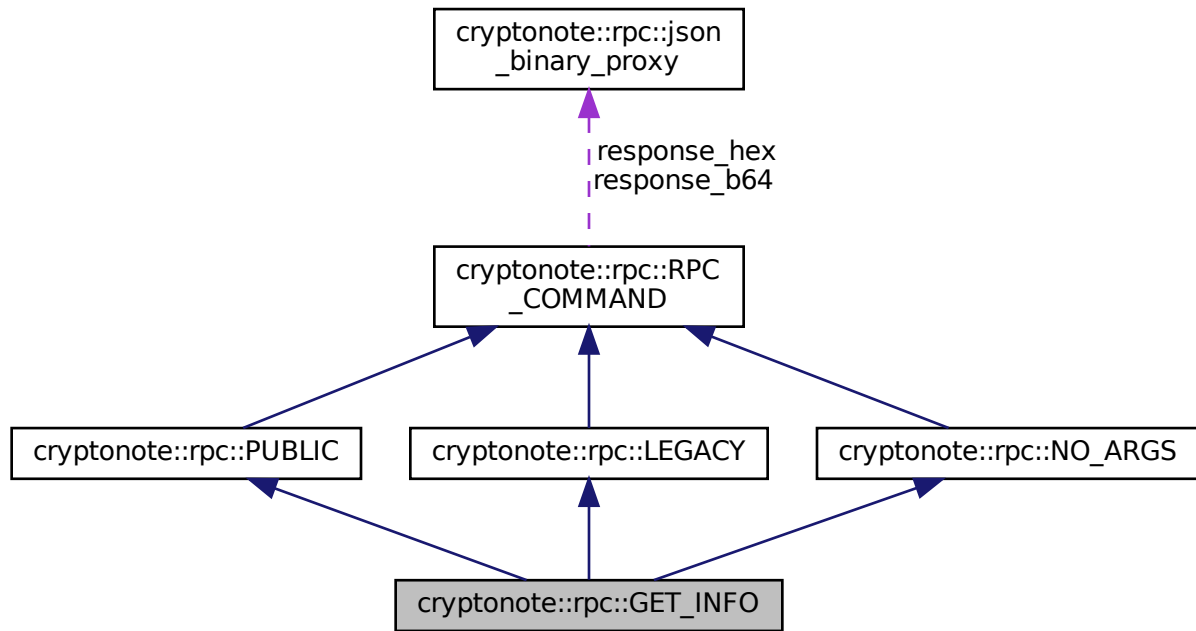 cryptonote::rpc::json
_binary_proxy
response_hex
response_b64
cryptonote::rpc::RPC
_COMMAND
cryptonote::rpc::PUBLIC
cryptonote::rpc::LEGACY
cryptonote::rpc::NO_ARGS
cryptonote::rpc::GET_INFO